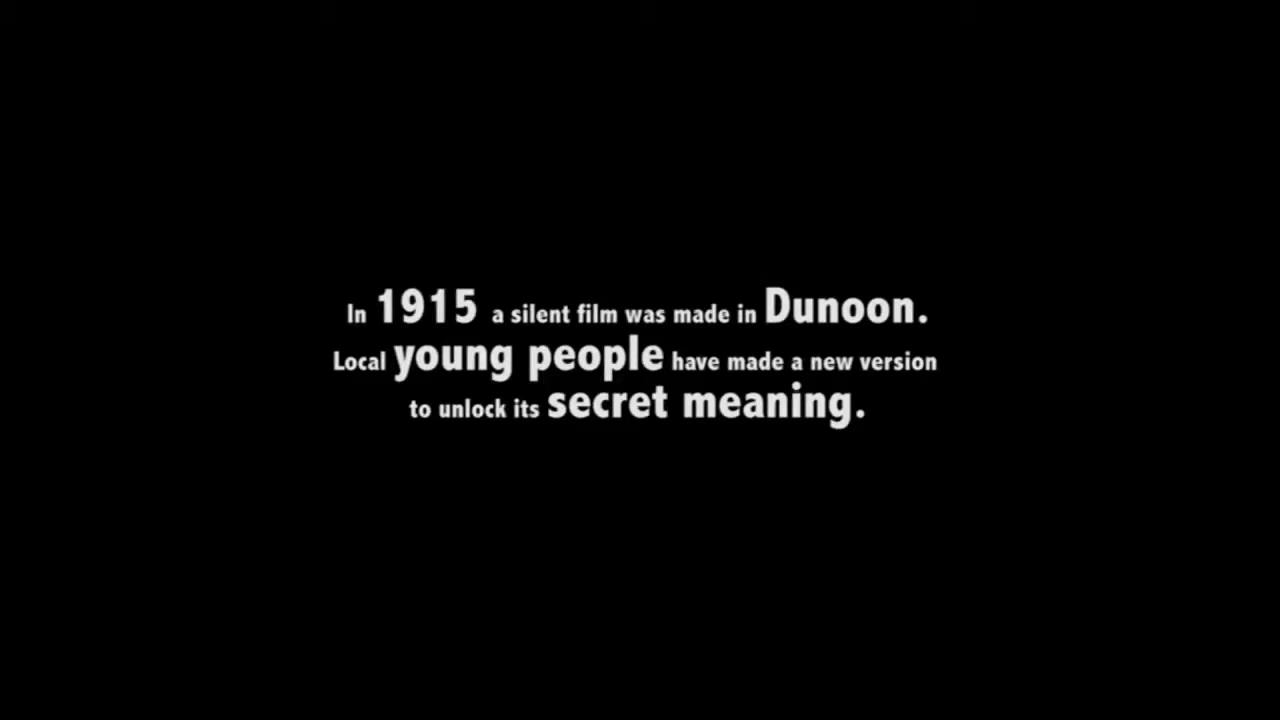 In 1915 a silent film was made in Dunoon.
Local young people have made a new version
to unlock its secret meaning.